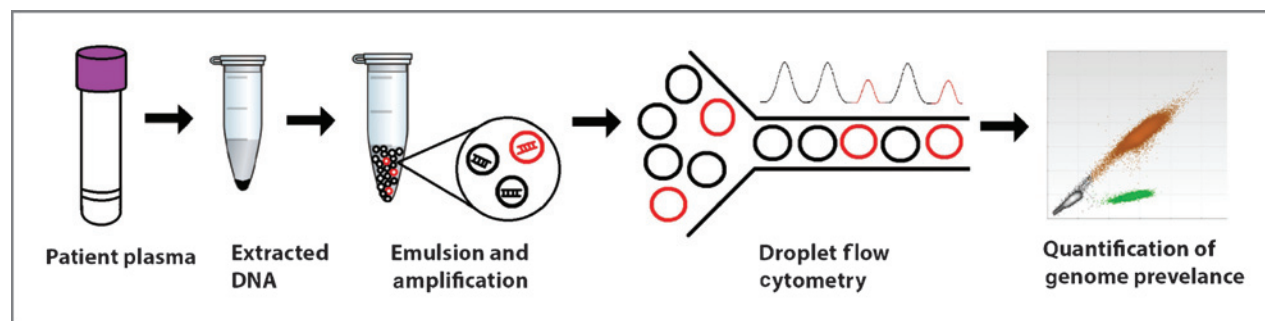 Patient plasma
Extracted
DNA
Emulsion and
amplification
Droplet flow
cytometry
Quantification of
genome prevelance